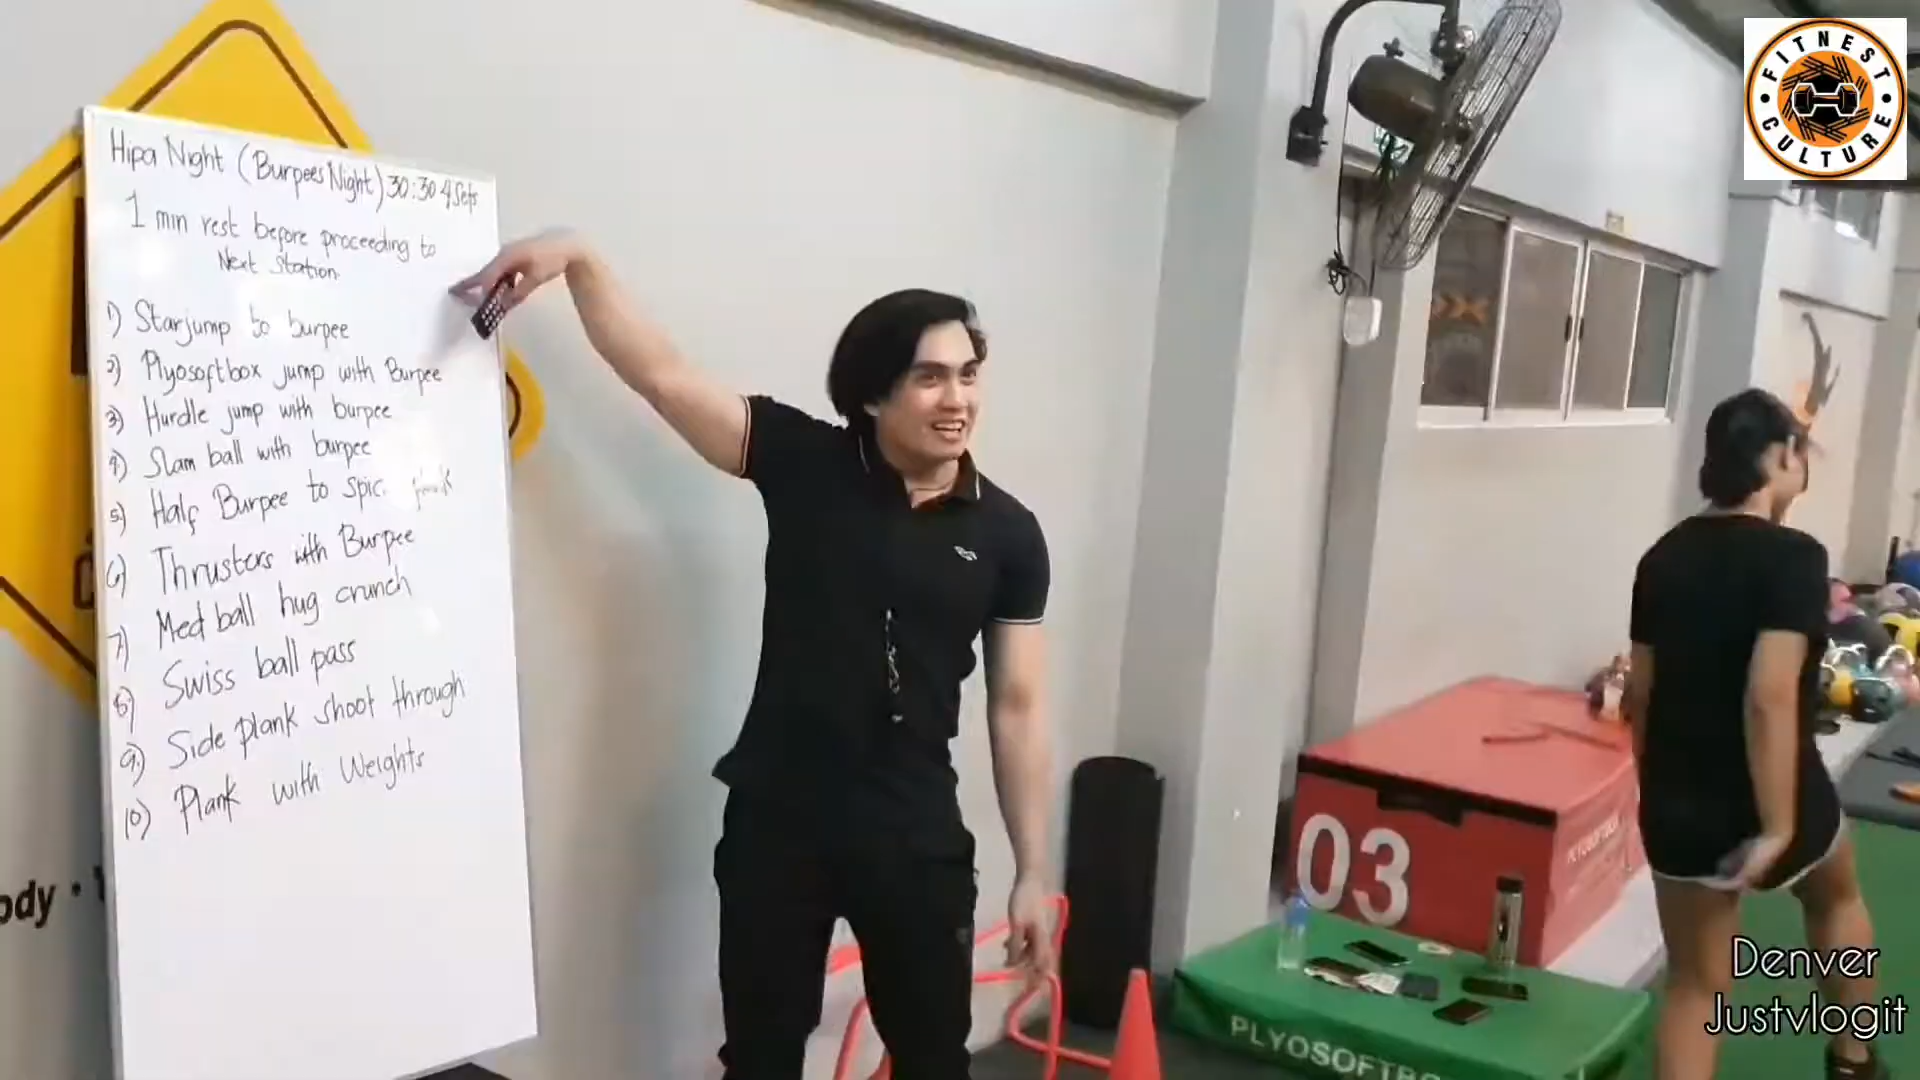 Hipa Night (Burpees Night) 30:30 4 Sets
1 min rest before proceeding to
Next Station
1) Starjump to burpee
2) Plyosoftbox jump with Burpee
3) Hurdle jump with burpee
4) Slam ball with burpee
5) Half Burpee to
6) Thrusters with Burpee
7) Med ball hug crunch
8) Swiss ball pass
9) Side plank shoot through
10) Plank with Weights
FITNESS CULTURE
03
PLYOSOFTB
Denver
Justvlogit